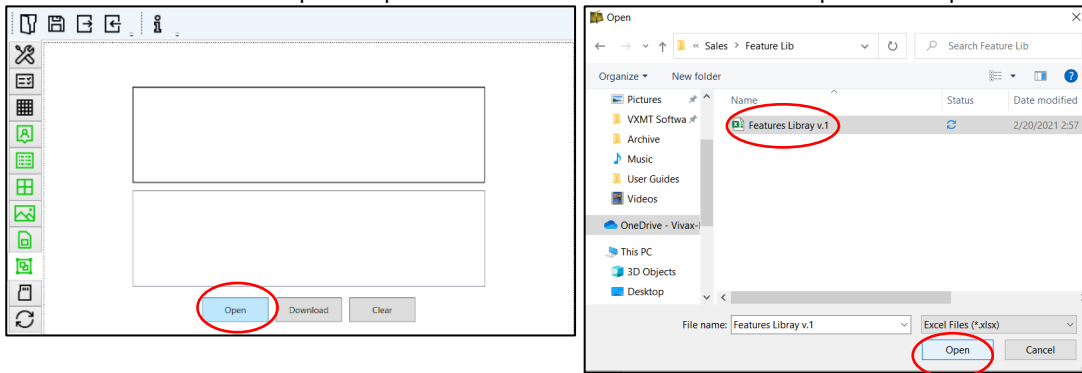 Open
Download
Clear
Open
« Sales > Feature Lib
Search Feature Lib
Organize
New folder
Name
Status
Date modified
Pictures
VXMT Softwa
Archive
Music
User Guides
Videos
OneDrive - Vivax-
This PC
3D Objects
Desktop
Features Libray v.1
2/20/2021 2:57
File name:
Features Libray v.1
Excel Files (*.xlsx)
Open
Cancel